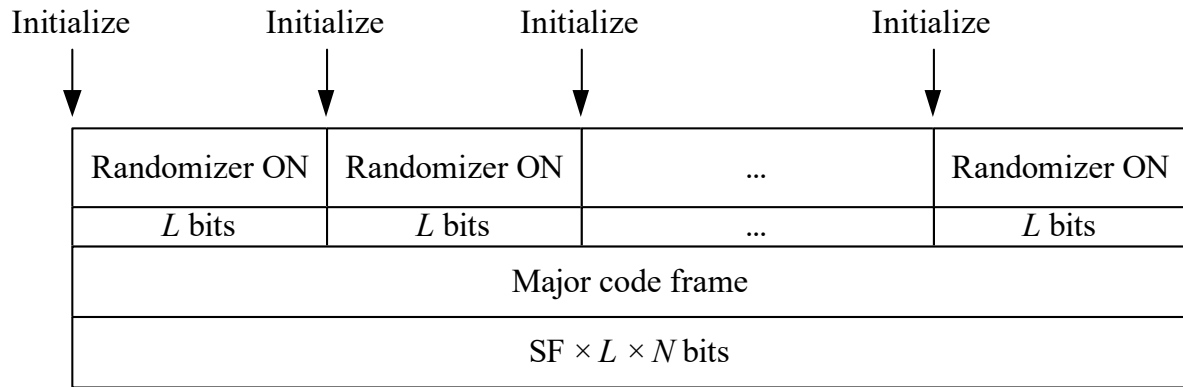 Initialize Initialize Initialize Initialize
Randomizer ON Randomizer ON ... Randomizer ON
L bits L bits ... L bits
Major code frame
SF × L × N bits